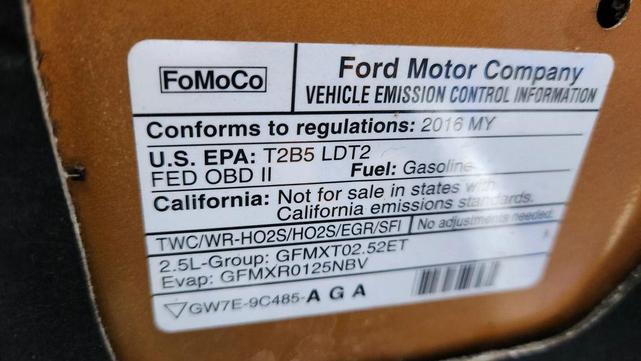 FoMoCo
Ford Motor Company
VEHICLE EMISSION CONTROL INFORMATION
Conforms to regulations: 2016 MY
U.S. EPA: T2B5 LDT2
FED OBD II Fuel: Gasoline
California: Not for sale in states with
California emissions standards.
TWC/WR-HO2S/HO2S/EGR/SFI No adjustments needed.
2.5L-Group: GFMXT02.52ET
Evap: GFMXR0125NBV
GW7E-9C485-AGA